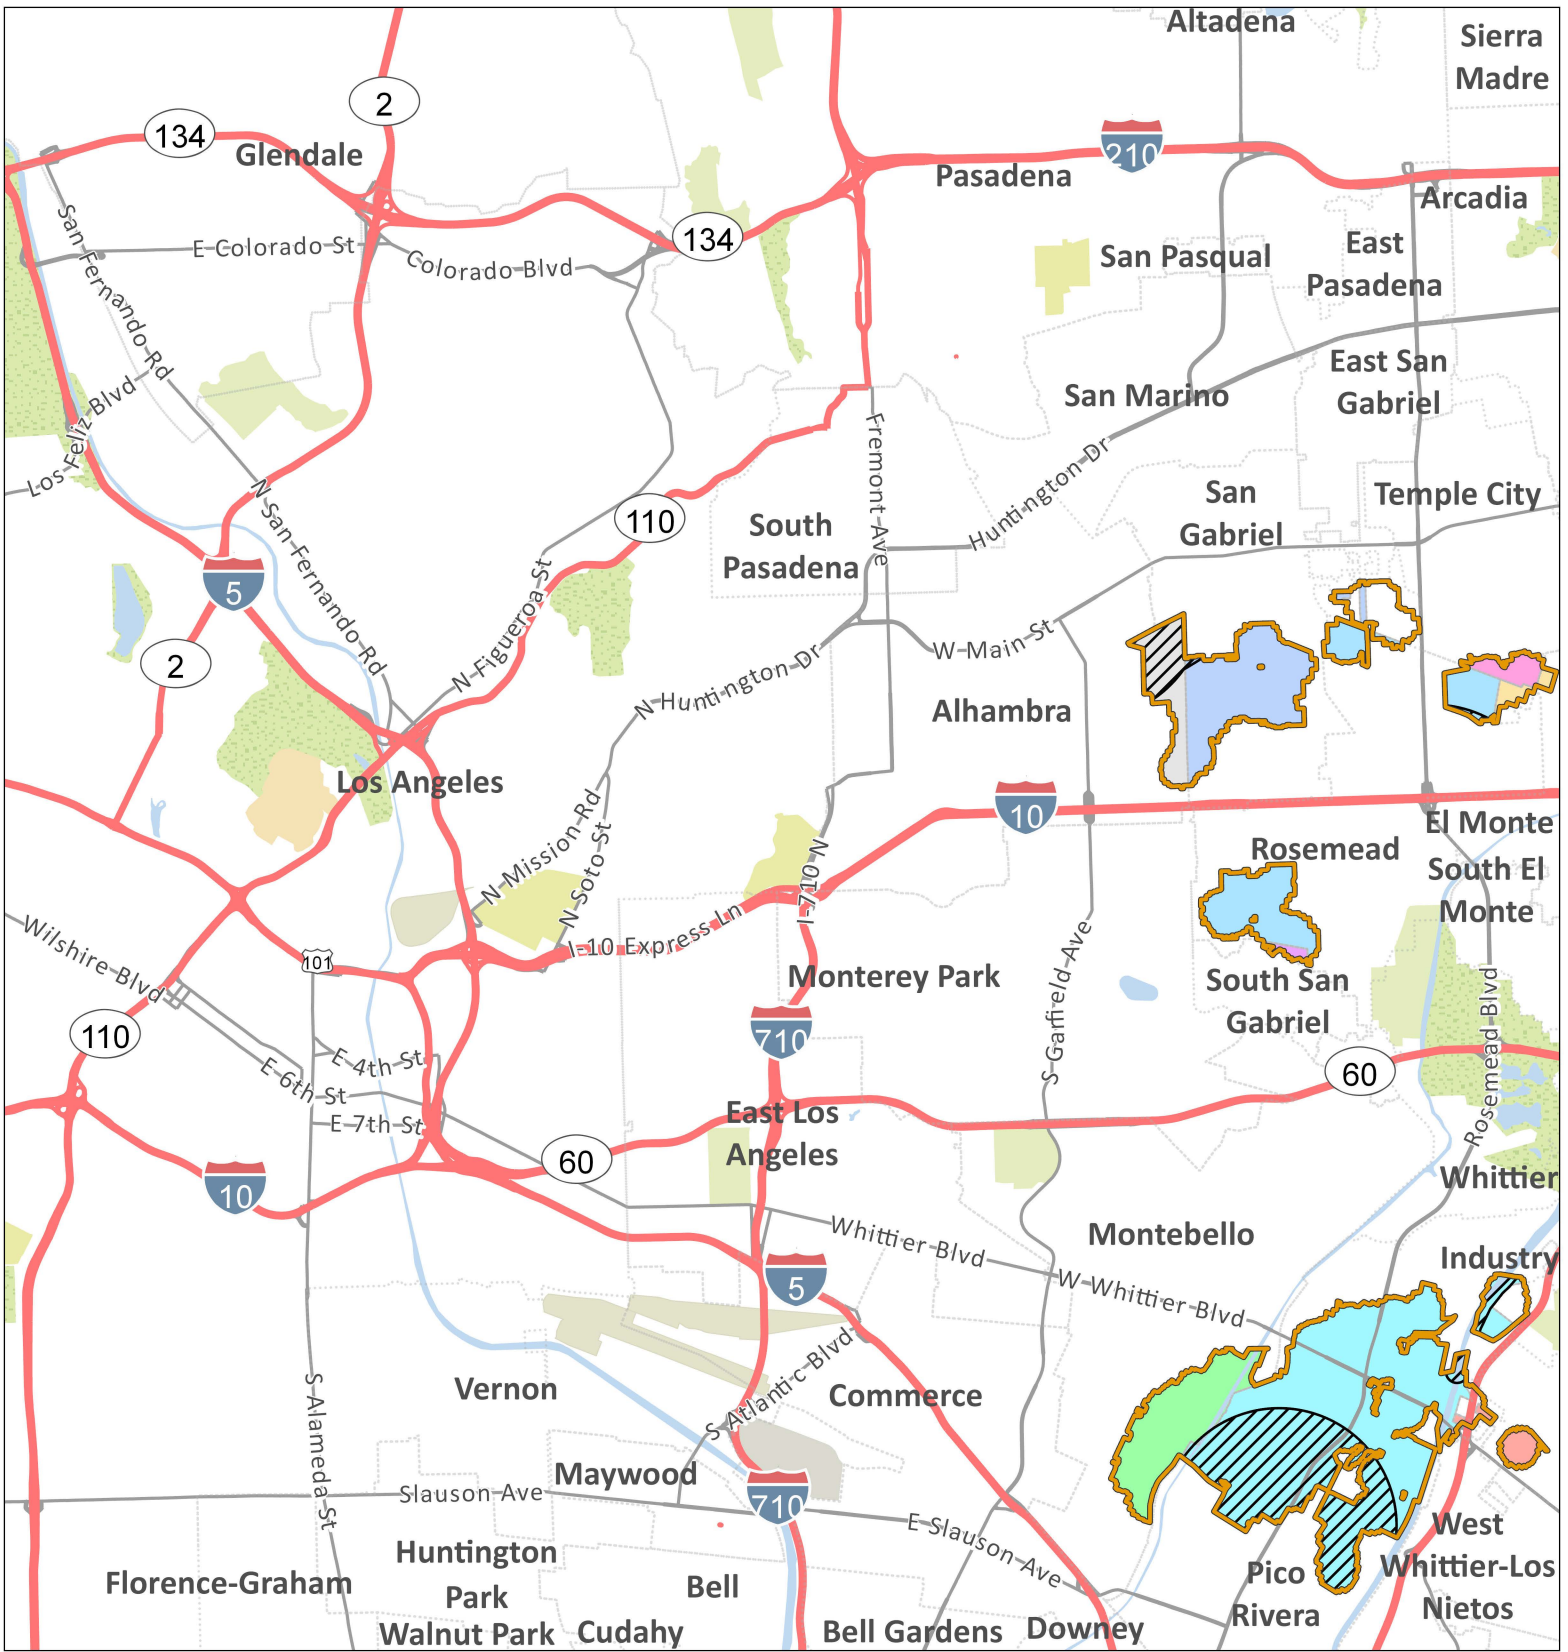 Altadena
Sierra
Madre
2
134
Glendale
210
Pasadena
Arcadia
San Fernando Rd
E Colorado St
Colorado Blvd
134
San Pasqual
East
Pasadena
East San
Gabriel
San Marino
Los Feliz Blvd
Fremont Ave
Huntington Dr
San
Gabriel
Temple City
N San Fernando Rd
110
South
Pasadena
5
2
N Figueroa St
W Main St
N Huntington Dr
Alhambra
Los Angeles
10
El Monte
Rosemead
South El
Monte
N Mission Rd
N Soto St
I-710 N
I-10 Express Ln
Wilshire Blvd
101
Monterey Park
South San
Gabriel
S Garfield Ave
Rosemead Blvd
110
710
E 4th St
E 6th St
E 7th St
60
East Los
Angeles
60
10
Whittier
Whittier Blvd
Montebello
Industry
5
W Whittier Blvd
S Alameda St
Vernon
S Atlantic Blvd
Commerce
Maywood
Slauson Ave
710
E Slauson Ave
West
Whittier-Los
Nietos
Huntington
Park
Florence-Graham
Bell
Pico
Rivera
Walnut Park
Cudahy
Bell Gardens
Downey